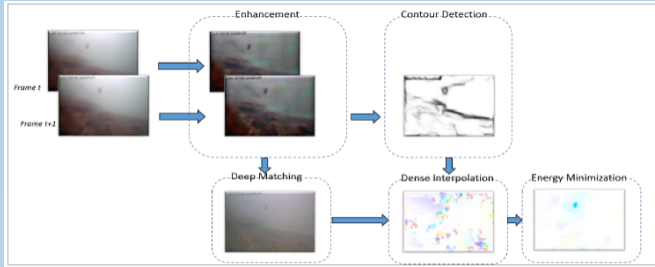 Enhancement
Contour Detection
Frame t
Frame t+1
Deep Matching
Dense Interpolation
Energy Minimization